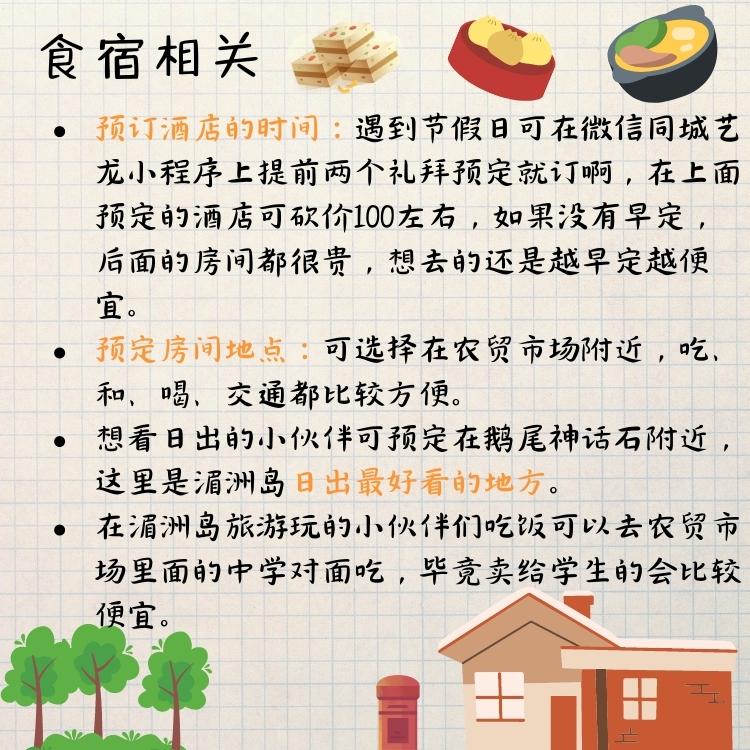 食宿相关
预订酒店的时间：遇到节假日可在微信同城艺
龙小程序上提前两个礼拜预定就订啊，在上面
预定的酒店可砍价100左右，如果没有早定，
后面的房间都很贵，想去的还是越早定越便
宜。
预定房间地点：可选择在农贸市场附近，吃、
和、喝、交通都比较方便。
想看日出的小伙伴可预定在鹅尾神话石附近，
这里是湄洲岛日出最好看的地方。
在湄洲岛旅游玩的小伙伴们吃饭可以去农贸市
场里面的中学对面吃，毕竟卖给学生的会比较
便宜。